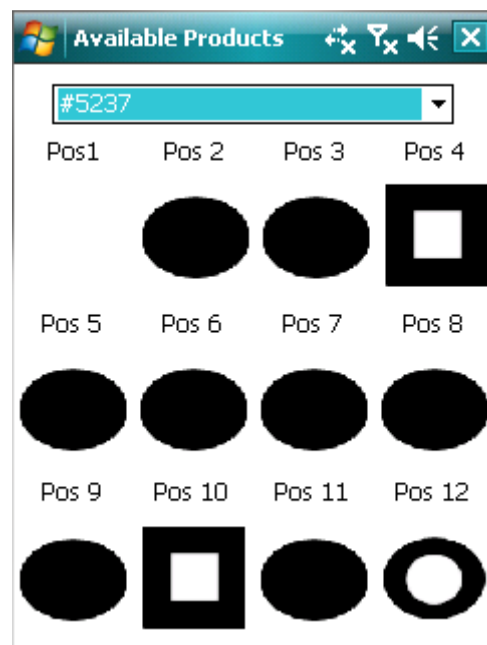 Available Products
#5237
Pos1 Pos 2 Pos 3 Pos 4
Pos 5 Pos 6 Pos 7 Pos 8
Pos 9 Pos 10 Pos 11 Pos 12